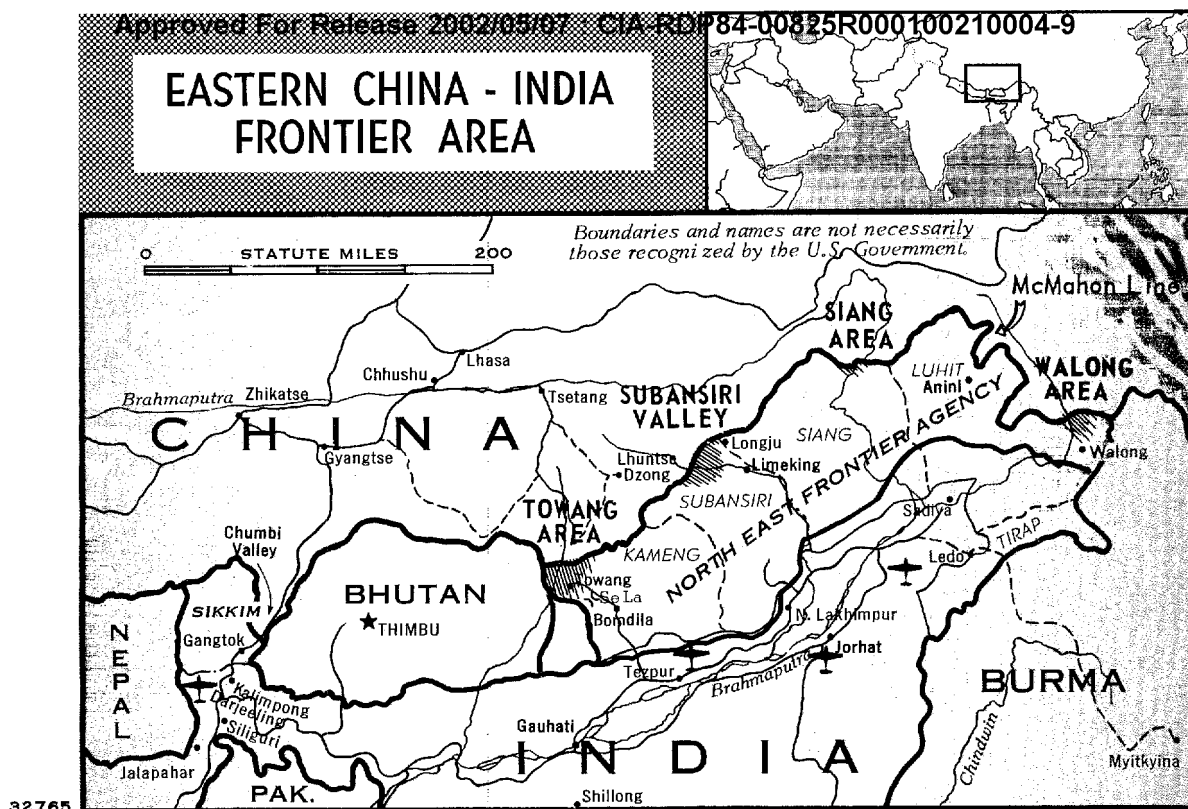 Approved For Release 2002/05/07 : CIA-RDP84-00825R000100210004-9
EASTERN CHINA - INDIA
FRONTIER AREA
0 STATUTE MILES 200
Boundaries and names are not necessarily
those recognized by the U.S. Government.
McMahon Line
SIANG
AREA
Lhasa
Chhushu
LUHIT
Anini
WALONG
AREA
Brahmaputra
Zhikatse
Tsetang
SUBANSIRI
VALLEY
CHINA
Gyangtse
Longju
SIANG
Walong
Lhuntse
Dzong
Limeking
NORTH EAST FRONTIER AGENCY
SUBANSIRI
TOWANG
AREA
Sadiya
Chumbi
Valley
KAMENG
Ledo
TIRAP
BHUTAN
THIMBU
Towang
Se La
Bomdila
SIKKIM
Gangtok
N. Lakhimpur
NEPAL
Jorhat
Tezpur
Brahmaputra
BURMA
Kalimpong
Darjeeling
Siliguri
Gauhati
INDIA
Chindwin
Jalapahar
Myitkyina
PAK.
Shillong
32765